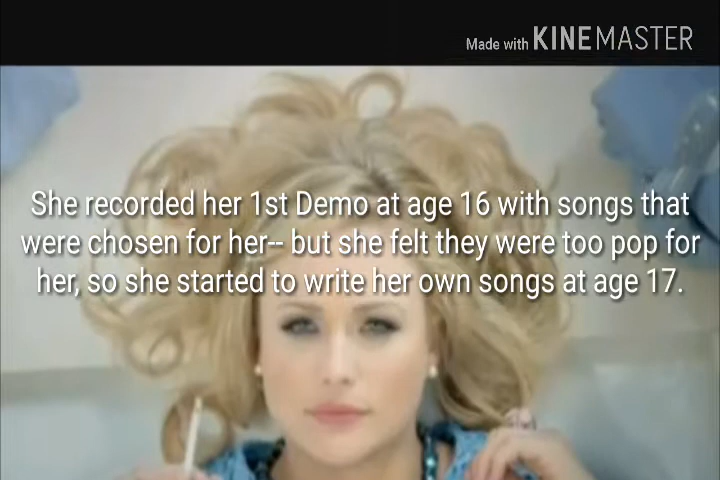 Made with KINEMASTER
She recorded her 1st Demo at age 16 with songs that
were chosen for her-- but she felt they were too pop for
her, so she started to write her own songs at age 17.